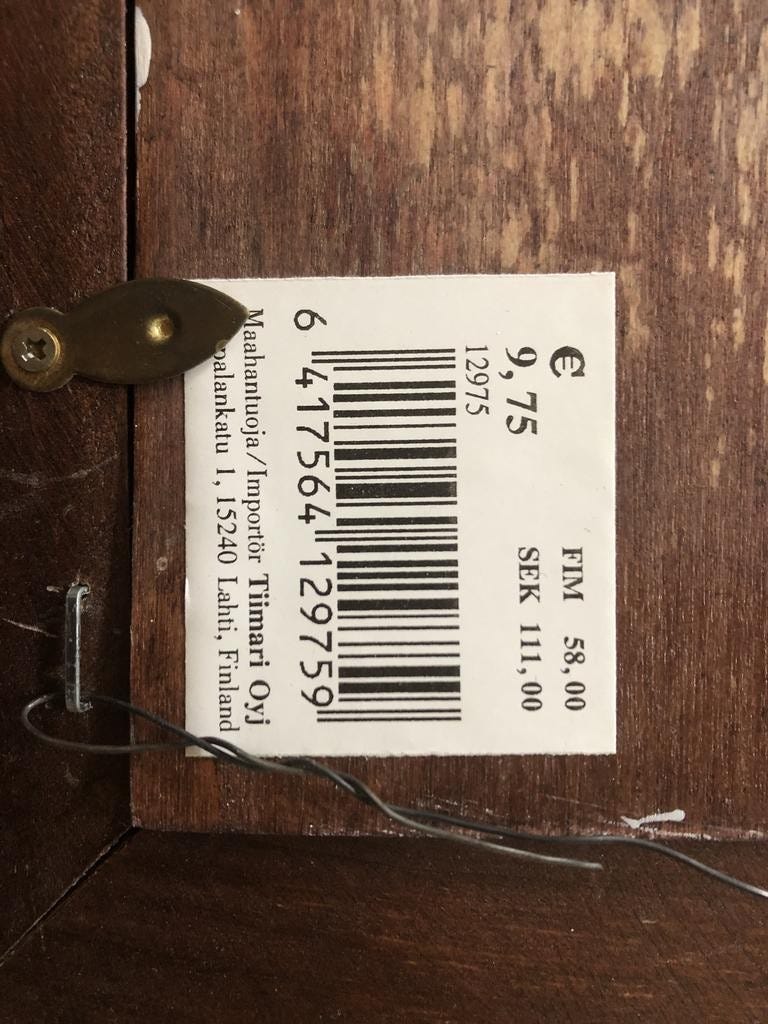 € FIM 58,00
9,75 SEK 111,00
12975
6 417564 129759
Maahantuoja/Importör Tiimari Oyj
1, 15240 Lahti, Finland